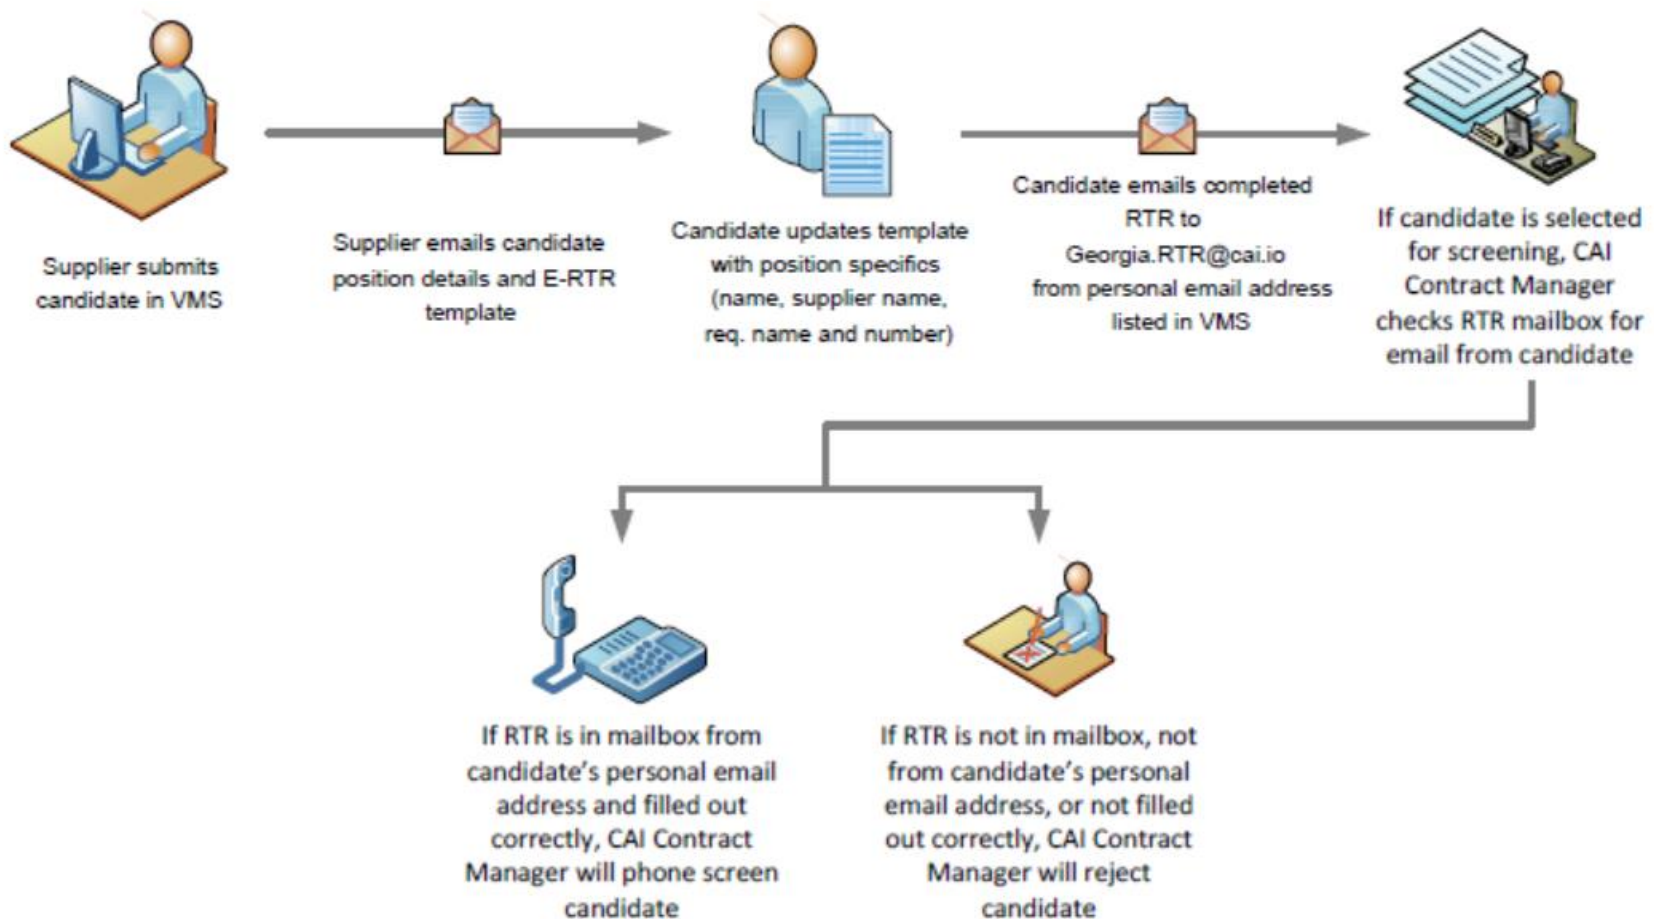 Supplier submits
candidate in VMS
Supplier emails candidate
position details and E-RTR
template
Candidate updates template
with position specifics
(name, supplier name,
req. name and number)
Candidate emails completed
RTR to
Georgia.RTR@cai.io
from personal email address
listed in VMS
If candidate is selected
for screening, CAI
Contract Manager
checks RTR mailbox for
email from candidate
If RTR is in mailbox from
candidate’s personal email
address and filled out
correctly, CAI Contract
Manager will phone screen
candidate
If RTR is not in mailbox, not
from candidate’s personal
email address, or not filled
out correctly, CAI Contract
Manager will reject
candidate